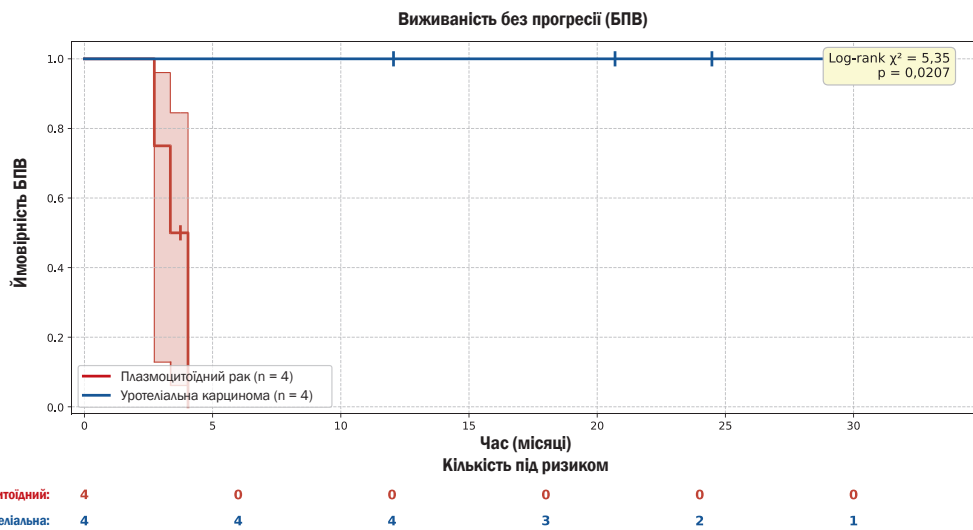 Виживаність без прогресії (БПВ)
Log-rank χ² = 5,35
p = 0,0207
Ймовірність БПВ
1.0
0.8
0.6
0.4
0.2
0.0
Плазмоцитоїдний рак (n = 4)
Уротеліальна карцинома (n = 4)
0 5 10 15 20 25 30
Час (місяці)
Кількість під ризиком
итоїдний: 4 0 0 0 0 0
еліальна: 4 4 4 3 2 1